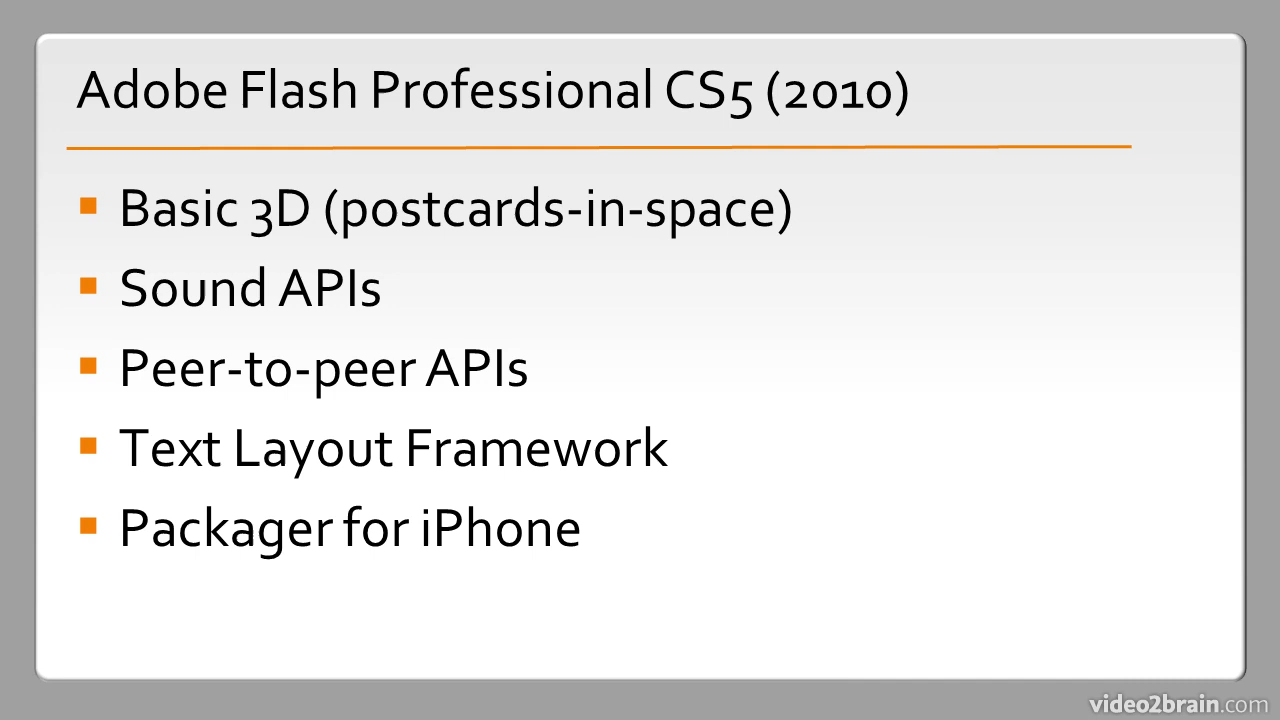 Adobe Flash Professional CS5 (2010)
Basic 3D (postcards-in-space)
Sound APIs
Peer-to-peer APIs
Text Layout Framework
Packager for iPhone
video2brain.com